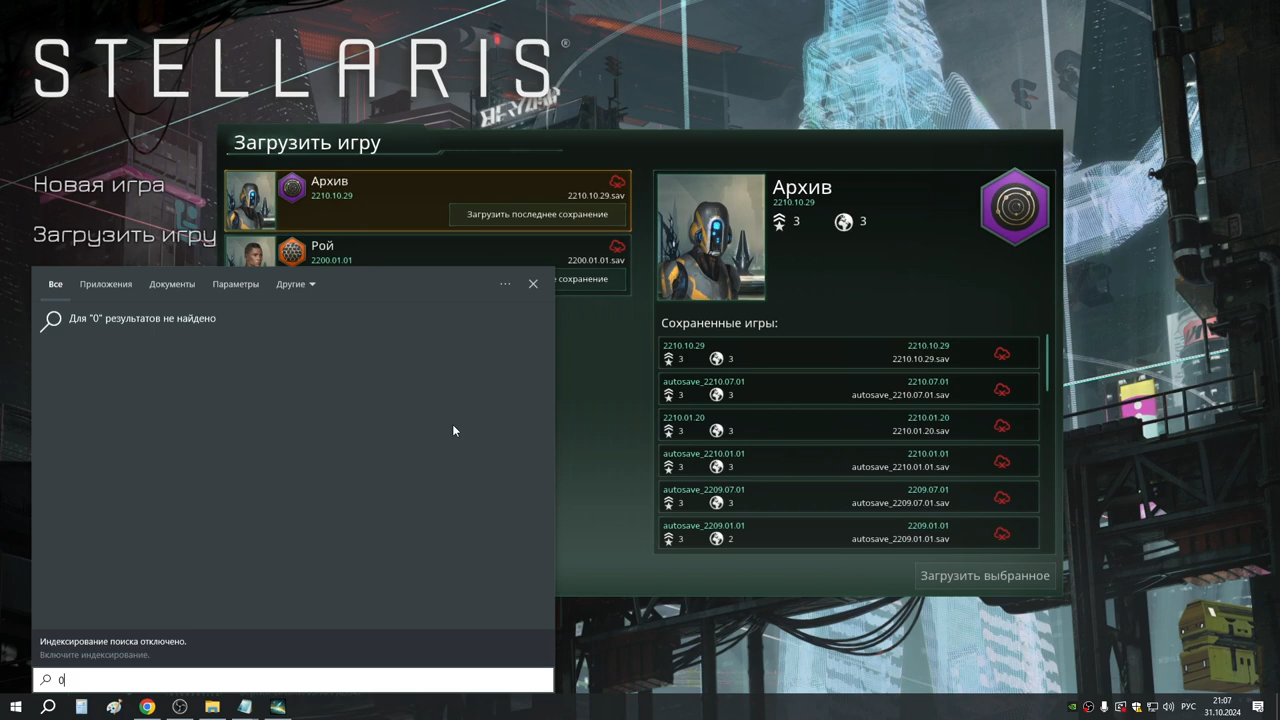 STELLARIS®
Новая игра
Загрузить игру
Загрузить игру
Архив
2210.10.29
2210.10.29.sav
Загрузить последнее сохранение
Рой
2200.01.01
2200.01.01.sav
е сохранение
Архив
2210.10.29
3 3
Сохраненные игры:
2210.10.29 2210.10.29
3 3 2210.10.29.sav
autosave_2210.07.01 2210.07.01
3 3 autosave_2210.07.01.sav
2210.01.20 2210.01.20
3 3 2210.01.20.sav
autosave_2210.01.01 2210.01.01
3 3 autosave_2210.01.01.sav
autosave_2209.07.01 2209.07.01
3 3 autosave_2209.07.01.sav
autosave_2209.01.01 2209.01.01
3 2 autosave_2209.01.01.sav
Загрузить выбранное
Все Приложения Документы Параметры Другие
Для "0" результатов не найдено
Индексирование поиска отключено.
Включите индексирование.
0
РУС
21:07
31.10.2024